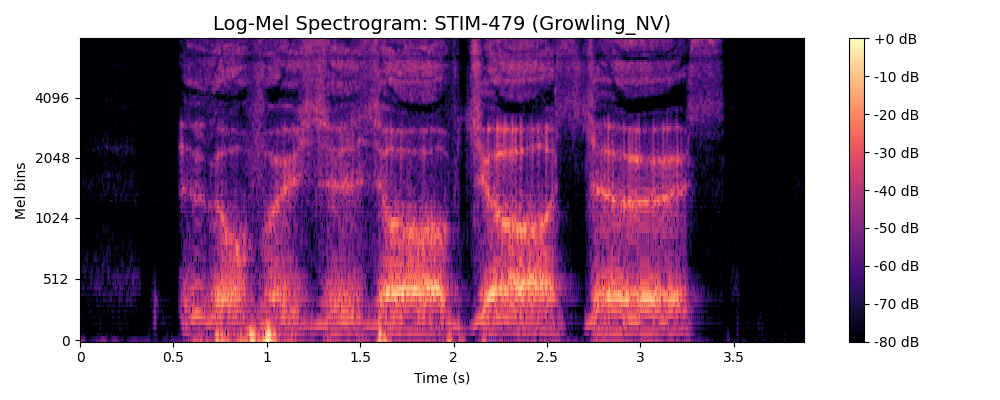 Log-Mel Spectrogram: STIM-479 (Growling_NV)
+0 dB
4096
-10 dB
-20 dB
2048
-30 dB
Mel bins
1024
-40 dB
-50 dB
512
-60 dB
-70 dB
0
-80 dB
0 0.5 1 1.5 2 2.5 3 3.5
Time (s)